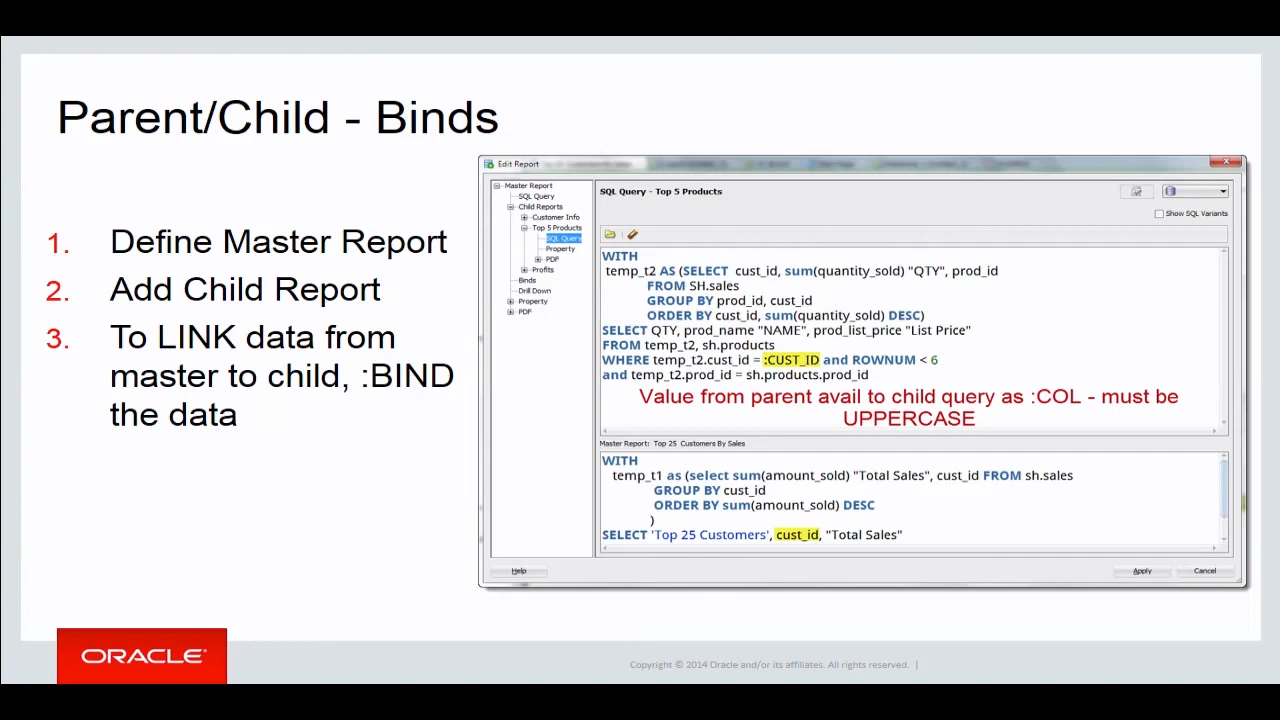 Parent/Child - Binds
1. Define Master Report
2. Add Child Report
3. To LINK data from
master to child, :BIND
the data
Edit Report
Master Report
SQL Query
Child Reports
Customer Info
Top 5 Products
SQL Query
Property
PDF
Profits
Binds
Drill Down
Property
PDF
SQL Query - Top 5 Products
Show SQL Variants
WITH
temp_t2 AS (SELECT cust_id, sum(quantity_sold) "QTY", prod_id
FROM SH.sales
GROUP BY prod_id, cust_id
ORDER BY cust_id, sum(quantity_sold) DESC)
SELECT QTY, prod_name "NAME", prod_list_price "List Price"
FROM temp_t2, sh.products
WHERE temp_t2.cust_id = :CUST_ID and ROWNUM < 6
and temp_t2.prod_id = sh.products.prod_id
Value from parent avail to child query as :COL - must be
UPPERCASE
Master Report: Top 25 Customers By Sales
WITH
temp_t1 as (select sum(amount_sold) "Total Sales", cust_id FROM sh.sales
GROUP BY cust_id
ORDER BY sum(amount_sold) DESC
)
SELECT 'Top 25 Customers', cust_id, "Total Sales"
Help
Apply
Cancel
ORACLE
Copyright © 2014 Oracle and/or its affiliates. All rights reserved. |